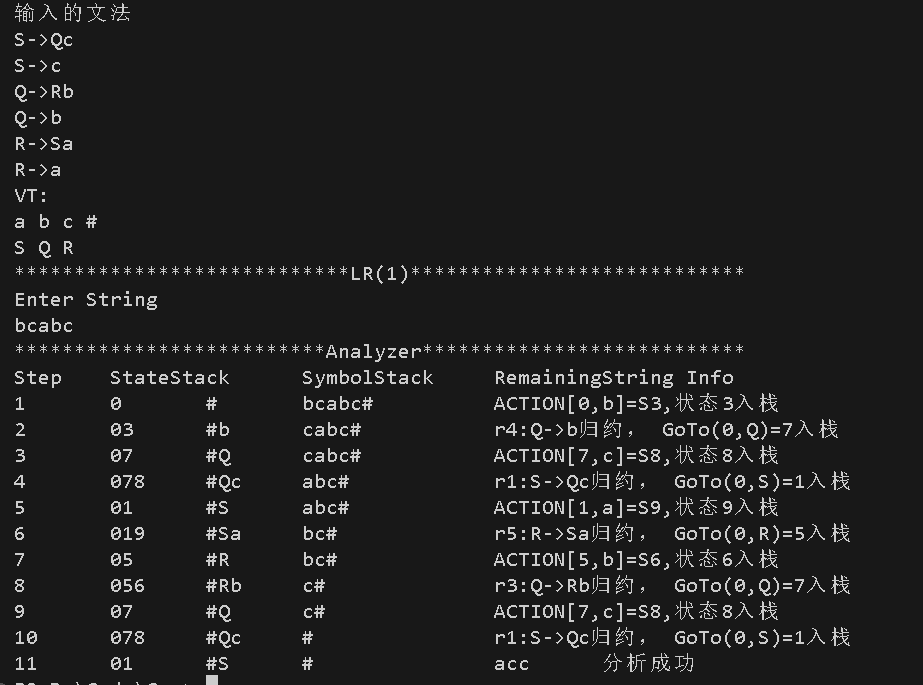 输入的文法
S->Qc
S->c
Q->Rb
Q->b
R->Sa
R->a
VT:
a b c #
S Q R
****************************LR(1)****************************
Enter String
bcabc
**************************Analyzer***************************
Step    StateStack      SymbolStack     RemainingString Info
1       0       #       bcabc#          ACTION[0,b]=S3,状态3入栈
2       03      #b      cabc#           r4:Q->b归约， GoTo(0,Q)=7入栈
3       07      #Q      cabc#           ACTION[7,c]=S8,状态8入栈
4       078     #Qc     abc#            r1:S->Qc归约， GoTo(0,S)=1入栈
5       01      #S      abc#            ACTION[1,a]=S9,状态9入栈
6       019     #Sa     bc#             r5:R->Sa归约， GoTo(0,R)=5入栈
7       05      #R      bc#             ACTION[5,b]=S6,状态6入栈
8       056     #Rb     c#              r3:Q->Rb归约， GoTo(0,Q)=7入栈
9       07      #Q      c#              ACTION[7,c]=S8,状态8入栈
10      078     #Qc     #               r1:S->Qc归约， GoTo(0,S)=1入栈
11      01      #S      #               acc      分析成功